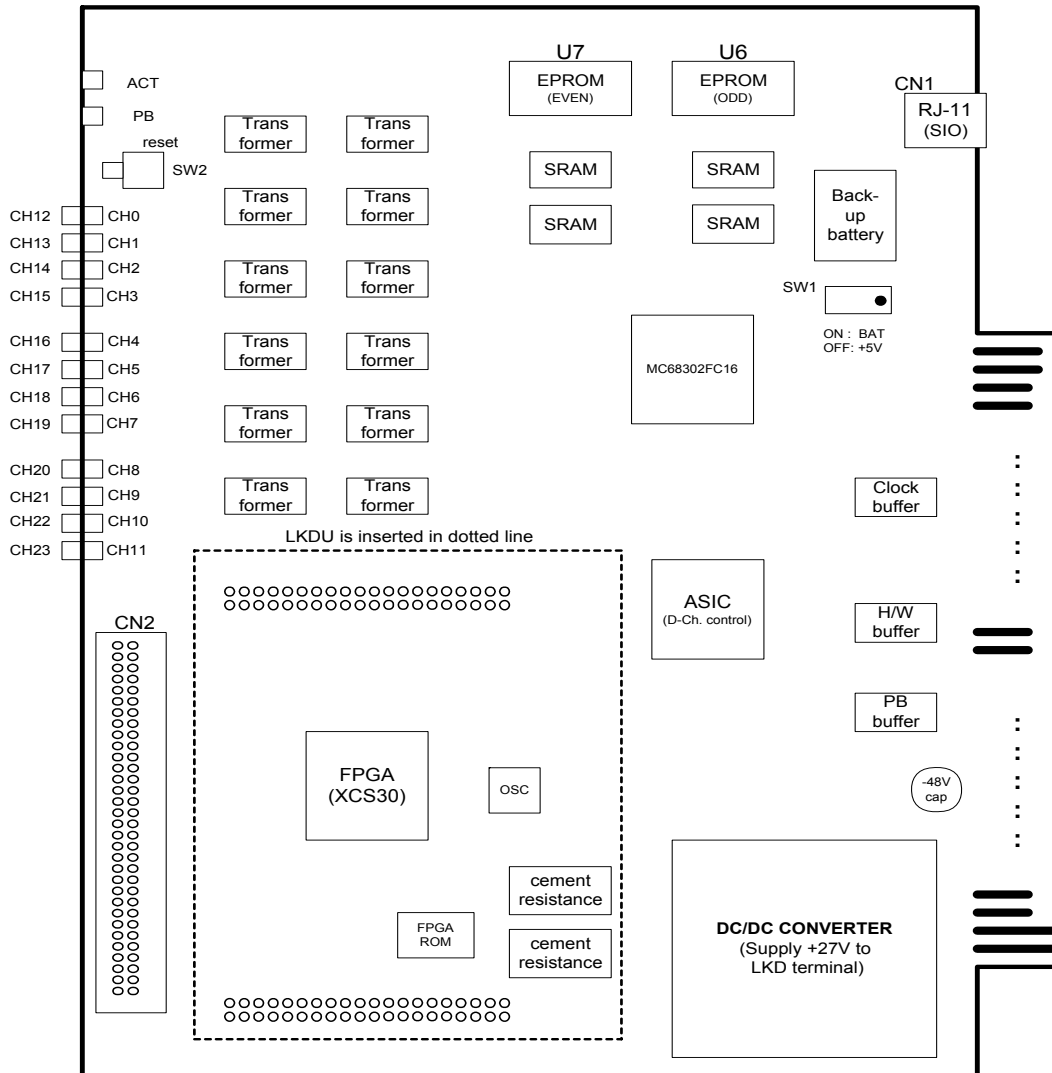 U7
U6
EPROM
(EVEN)
EPROM
(ODD)
CN1
RJ-11
(SIO)
ACT
PB
reset
SW2
Trans
former
Trans
former
SRAM
SRAM
SRAM
SRAM
Back-
up
battery
Trans
former
Trans
former
CH12
CH0
CH13
CH1
CH14
CH2
CH15
CH3
Trans
former
Trans
former
SW1
ON : BAT
OFF: +5V
MC68302FC16
CH16
CH4
CH17
CH5
CH18
CH6
CH19
CH7
Trans
former
Trans
former
Trans
former
Trans
former
CH20
CH8
CH21
CH9
CH22
CH10
CH23
CH11
Trans
former
Trans
former
Clock
buffer
LKDU is inserted in dotted line
ASIC
(D-Ch. control)
H/W
buffer
CN2
PB
buffer
FPGA
(XCS30)
OSC
-48V
cap
cement
resistance
FPGA
ROM
cement
resistance
DC/DC CONVERTER
(Supply +27V to
LKD terminal)